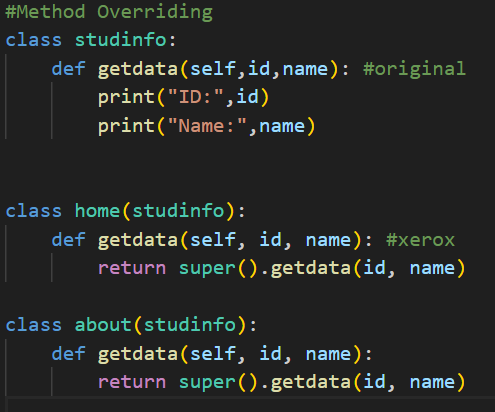 #Method Overriding
class studinfo:
    def getdata(self,id,name): #original
        print("ID:",id)
        print("Name:",name)


class home(studinfo):
    def getdata(self, id, name): #xerox
        return super().getdata(id, name)

class about(studinfo):
    def getdata(self, id, name):
        return super().getdata(id, name)